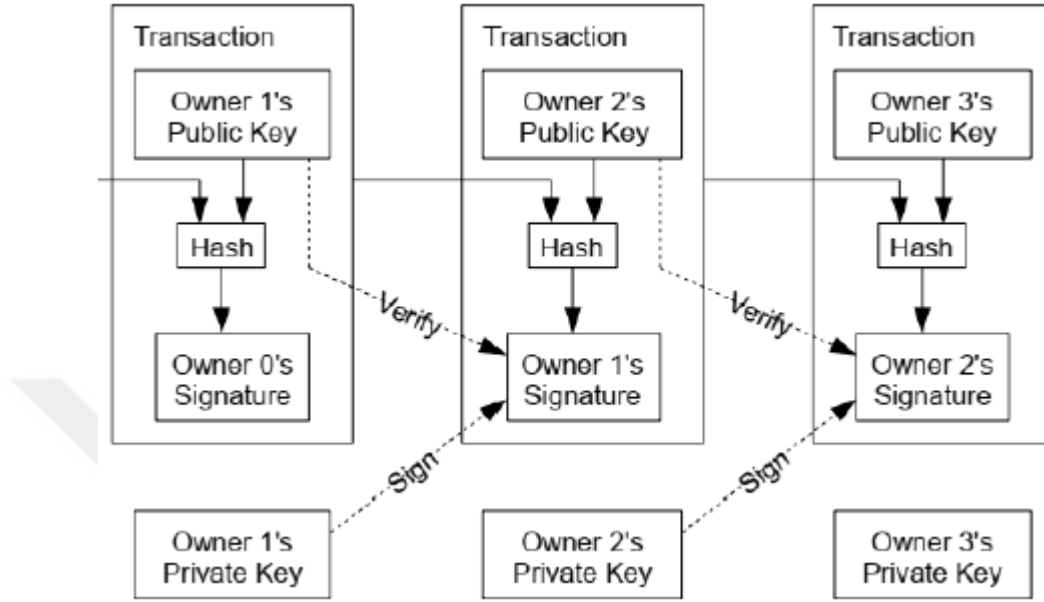 Transaction
Transaction
Transaction
Owner 1's
Public Key
Owner 2's
Public Key
Owner 3's
Public Key
Hash
Hash
Hash
Verify
Verify
Owner 0's
Signature
Owner 1's
Signature
Owner 2's
Signature
Sign
Sign
Owner 1's
Private Key
Owner 2's
Private Key
Owner 3's
Private Key